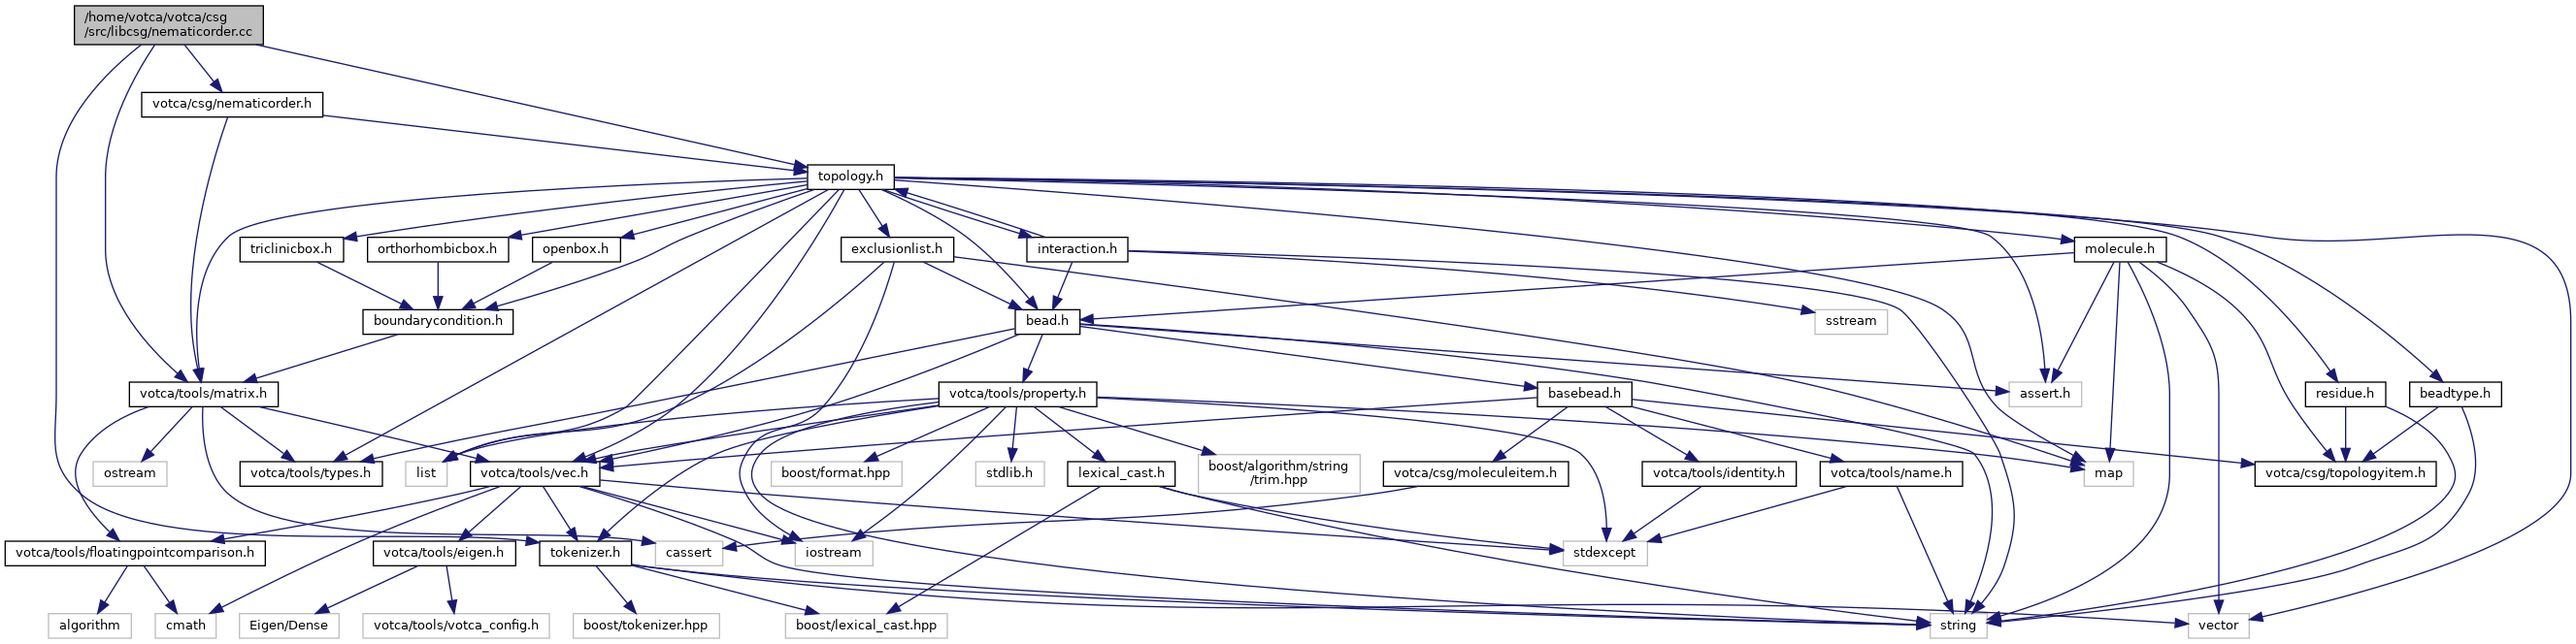 /home/votca/votca/csg
/src/libcsg/nematicorder.cc
votca/csg/nematicorder.h
topology.h
triclinicbox.h
orthorhombicbox.h
openbox.h
exclusionlist.h
interaction.h
molecule.h
boundarycondition.h
bead.h
sstream
votca/tools/matrix.h
votca/tools/property.h
basebead.h
assert.h
residue.h
beadtype.h
ostream
votca/tools/types.h
list
votca/tools/vec.h
boost/format.hpp
stdlib.h
lexical_cast.h
boost/algorithm/string
/trim.hpp
votca/csg/moleculeitem.h
votca/tools/identity.h
votca/tools/name.h
map
votca/csg/topologyitem.h
votca/tools/floatingpointcomparison.h
votca/tools/eigen.h
tokenizer.h
cassert
iostream
stdexcept
algorithm
cmath
Eigen/Dense
votca/tools/votca_config.h
boost/tokenizer.hpp
boost/lexical_cast.hpp
string
vector